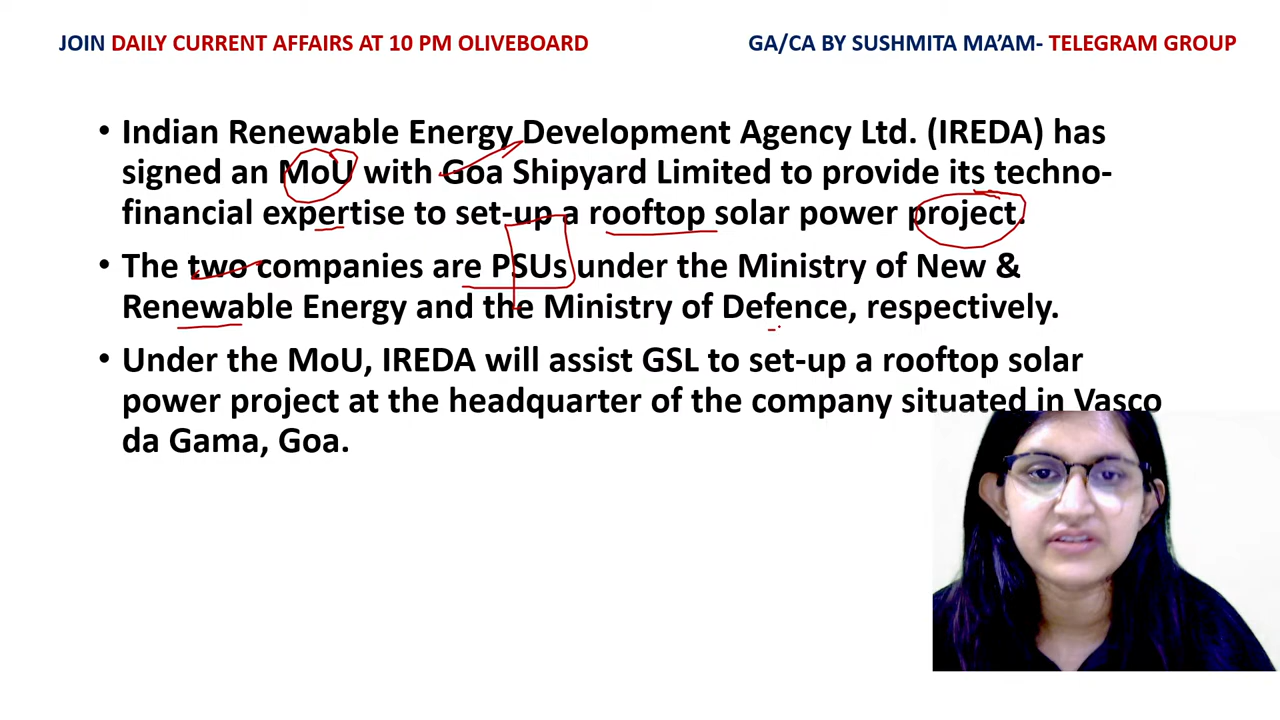 JOIN DAILY CURRENT AFFAIRS AT 10 PM OLIVEBOARD
GA/CA BY SUSHMITA MA’AM- TELEGRAM GROUP
• Indian Renewable Energy Development Agency Ltd. (IREDA) has
signed an MoU with Goa Shipyard Limited to provide its techno-
financial expertise to set-up a rooftop solar power project.
• The two companies are PSUs under the Ministry of New &
Renewable Energy and the Ministry of Defence, respectively.
• Under the MoU, IREDA will assist GSL to set-up a rooftop solar
power project at the headquarter of the company situated in Vasco
da Gama, Goa.